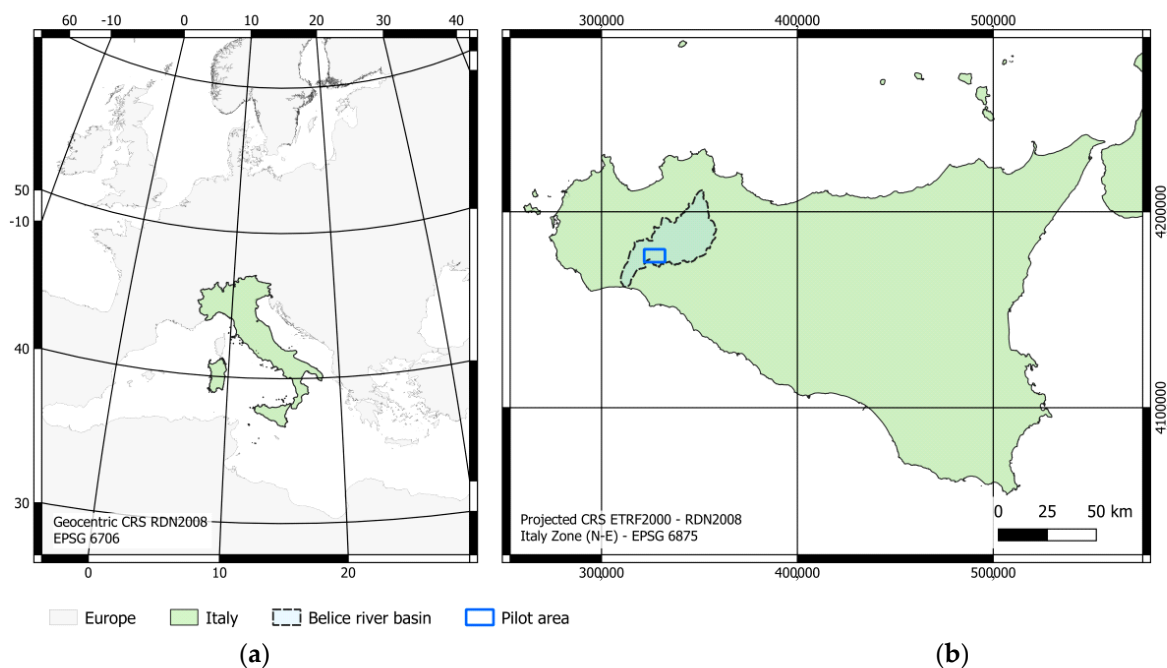 60 -10 0 10 20 30 40
50
-10
40
30
Geocentric CRS RDN2008
EPSG 6706
0 10 20
300000 400000 500000
4200000
4100000
0 25 50 km
Projected CRS ETRF2000 - RDN2008
Italy Zone (N-E) - EPSG 6875
300000 400000 500000
Europe Italy Belice river basin Pilot area
(a) (b)